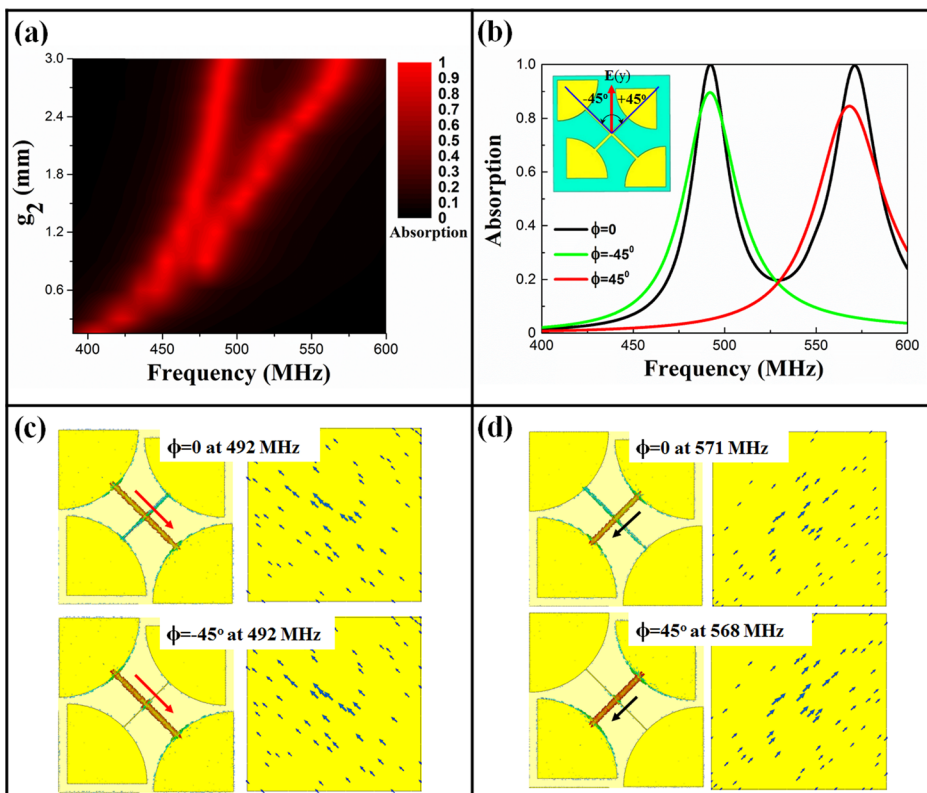 (a)
3.0
2.4
1.8
1.2
0.6
g₂ (mm)
400 450 500 550 600
Frequency (MHz)
1
0.9
0.8
0.7
0.6
0.5
0.4
0.3
0.2
0.1
0
Absorption
(b)
1.0
0.8
0.6
0.4
0.2
0.0
Absorption
E(y)
-45° +45°
ϕ=0
ϕ=-45⁰
ϕ=45⁰
400 450 500 550 600
Frequency (MHz)
(c)
ϕ=0 at 492 MHz
ϕ=-45° at 492 MHz
(d)
ϕ=0 at 571 MHz
ϕ=45° at 568 MHz